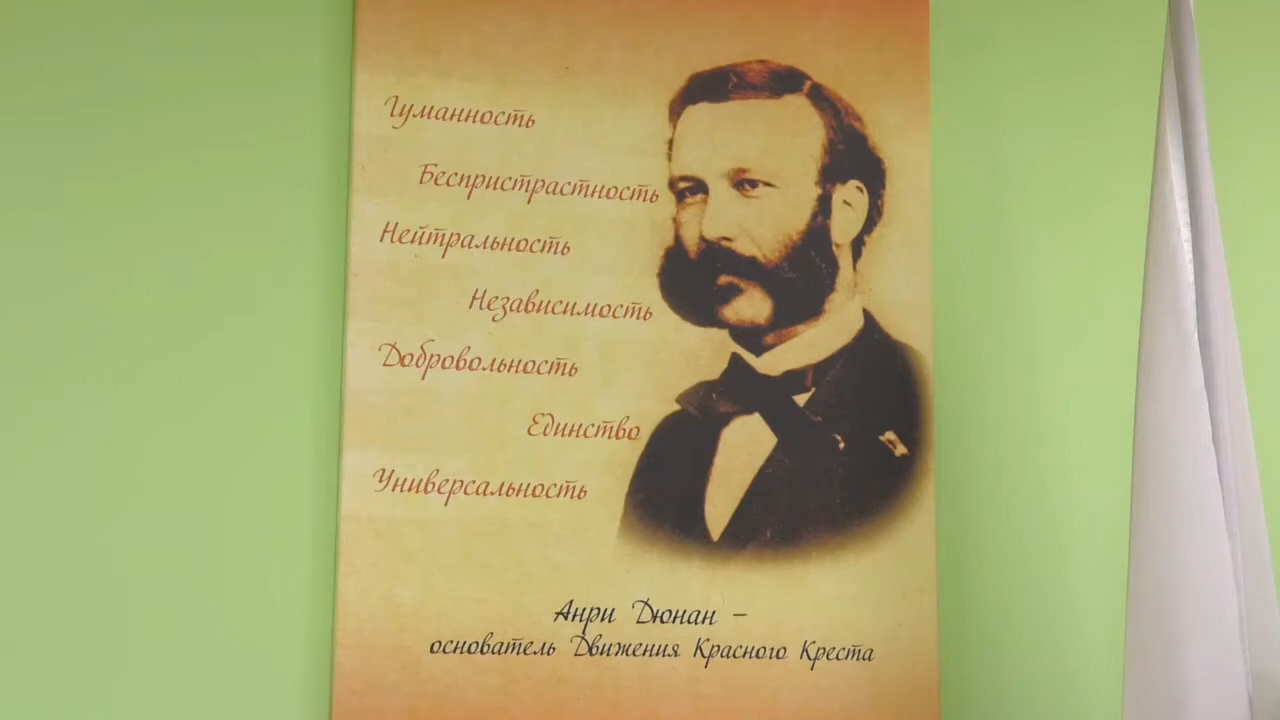 Гуманность
Беспристрастность
Нейтральность
Независимость
Добровольность
Единство
Универсальность
Анри Дюнан –
основатель Движения Красного Креста